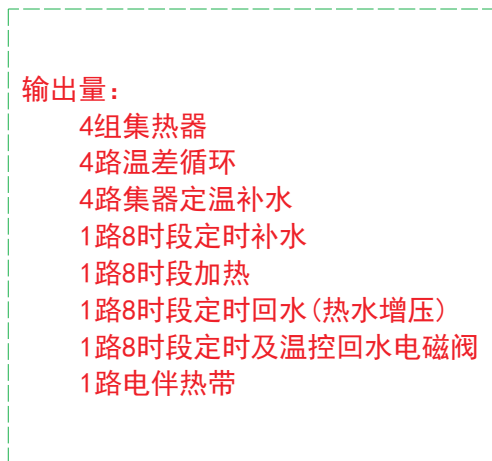 输出量：
4组集热器
4路温差循环
4路集器定温补水
1路8时段定时补水
1路8时段加热
1路8时段定时回水(热水增压)
1路8时段定时及温控回水电磁阀
1路电伴热带